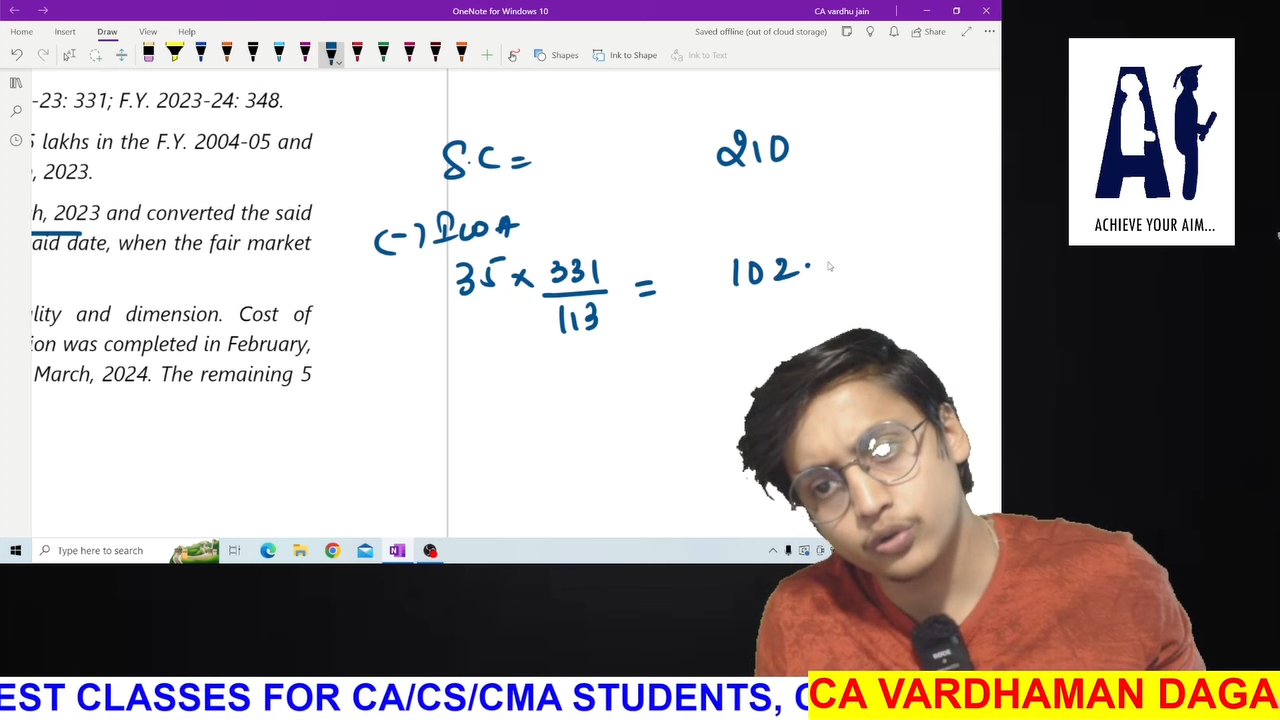 OneNote for Windows 10
CA vardhu jain
Home Insert Draw View Help
Saved offline (out of cloud storage)
Share
Shapes
Ink to Shape
Ink to Text
-23: 331; F.Y. 2023-24: 348.
5 lakhs in the F.Y. 2004-05 and
, 2023.
h, 2023 and converted the said
aid date, when the fair market
lity and dimension. Cost of
ion was completed in February,
March, 2024. The remaining 5
S.C = 210
(-) ICOA
35 × 331/113 = 102.
A
ACHIEVE YOUR AIM...
Type here to search
EST CLASSES FOR CA/CS/CMA STUDENTS, C
CA VARDHAMAN DAGA